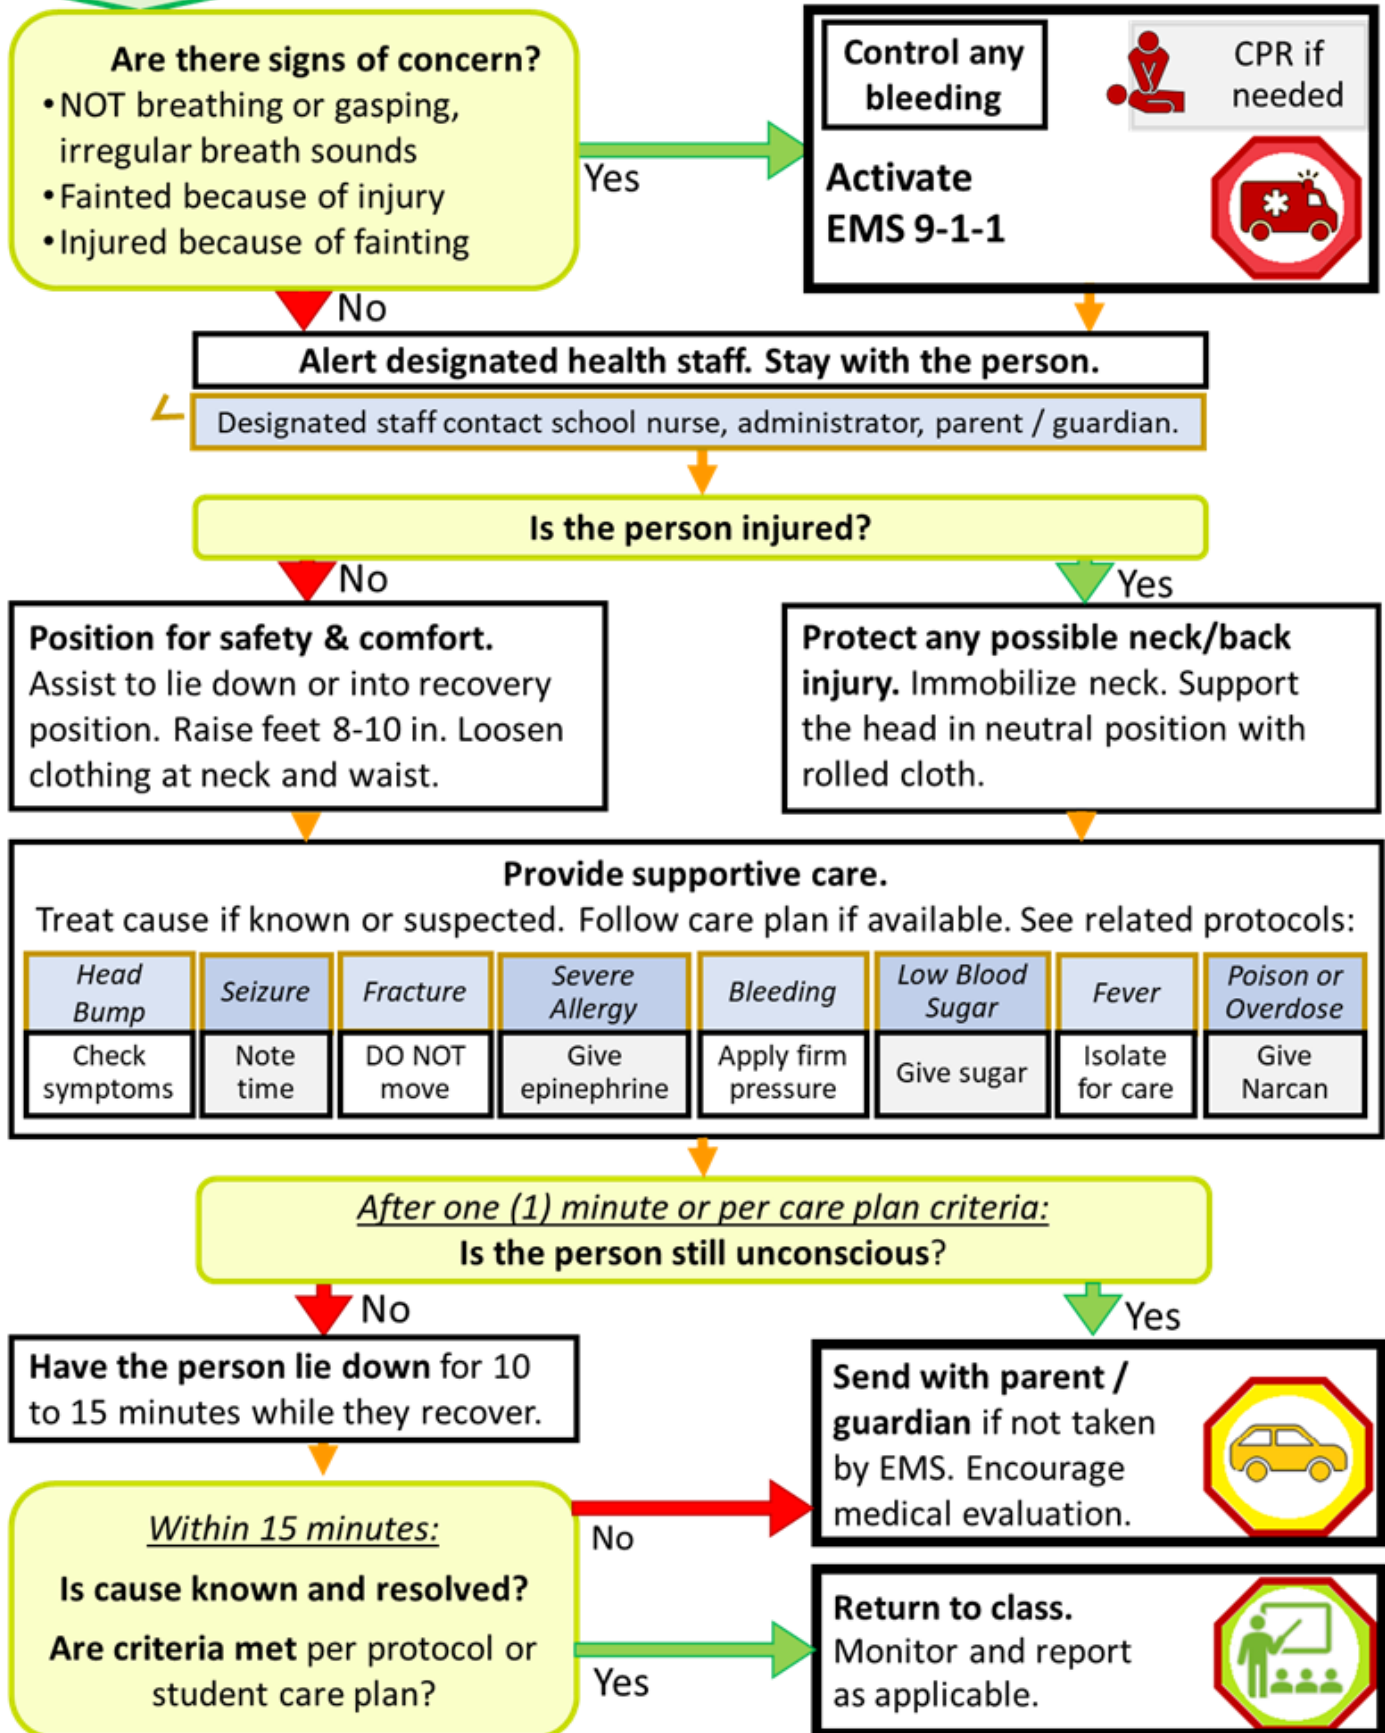 Are there signs of concern?
•NOT breathing or gasping,
irregular breath sounds
•Fainted because of injury
•Injured because of fainting
Yes
Control any
bleeding
CPR if
needed
Activate
EMS 9-1-1
No
Alert designated health staff. Stay with the person.
Designated staff contact school nurse, administrator, parent / guardian.
Is the person injured?
No
Yes
Position for safety & comfort.
Assist to lie down or into recovery
position. Raise feet 8-10 in. Loosen
clothing at neck and waist.
Protect any possible neck/back
injury. Immobilize neck. Support
the head in neutral position with
rolled cloth.
Provide supportive care.
Treat cause if known or suspected. Follow care plan if available. See related protocols:
Head
Bump
Check
symptoms
Seizure
Note
time
Fracture
DO NOT
move
Severe
Allergy
Give
epinephrine
Bleeding
Apply firm
pressure
Low Blood
Sugar
Give sugar
Fever
Isolate
for care
Poison or
Overdose
Give
Narcan
After one (1) minute or per care plan criteria:
Is the person still unconscious?
No
Yes
Have the person lie down for 10
to 15 minutes while they recover.
Send with parent /
guardian if not taken
by EMS. Encourage
medical evaluation.
Within 15 minutes:
Is cause known and resolved?
Are criteria met per protocol or
student care plan?
No
Yes
Return to class.
Monitor and report
as applicable.